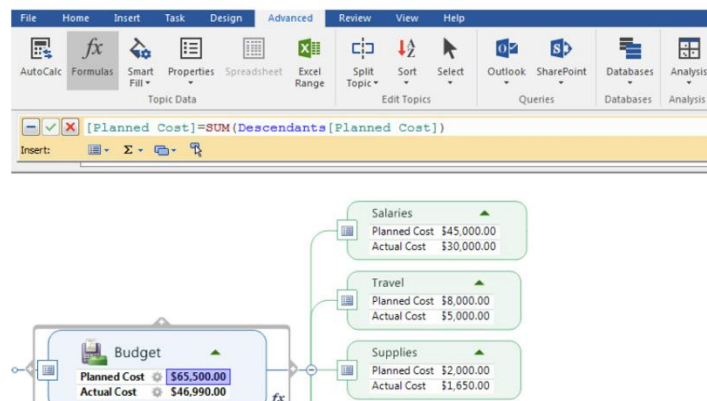 File Home Insert Task Design Advanced Review View Help
AutoCalc Formulas Smart Fill Properties Spreadsheet Excel Range Split Topic Sort Select Outlook SharePoint Databases Analysis
Topic Data Edit Topics Queries Databases Analysis
[Planned Cost]=SUM(Descendants[Planned Cost])
Insert: Σ
Salaries
Planned Cost $45,000.00
Actual Cost $30,000.00
Travel
Planned Cost $8,000.00
Actual Cost $5,000.00
Supplies
Planned Cost $2,000.00
Actual Cost $1,650.00
Budget
Planned Cost $65,500.00
Actual Cost $46,990.00
fx